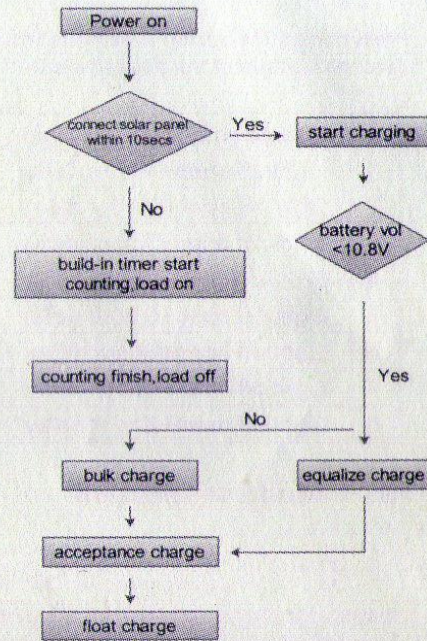 Power on
connect solar panel
within 10secs
Yes
start charging
No
battery vol
<10.8V
build-in timer start
counting,load on
counting finish,load off
Yes
No
bulk charge
equalize charge
acceptance charge
float charge